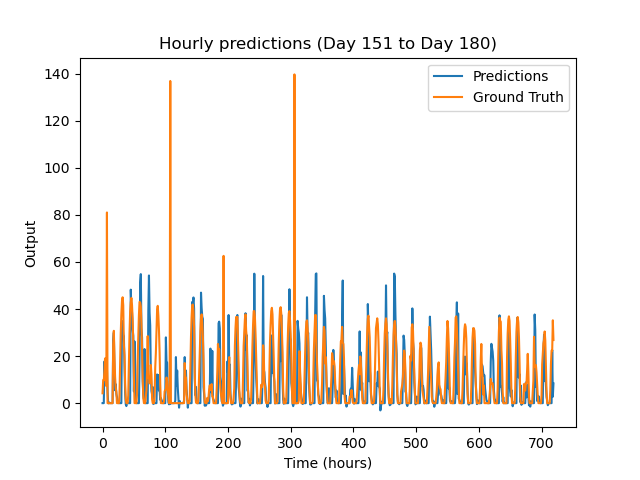 Hourly predictions (Day 151 to Day 180)
Predictions
Ground Truth
140
120
100
80
60
40
20
0
Output
0 100 200 300 400 500 600 700
Time (hours)